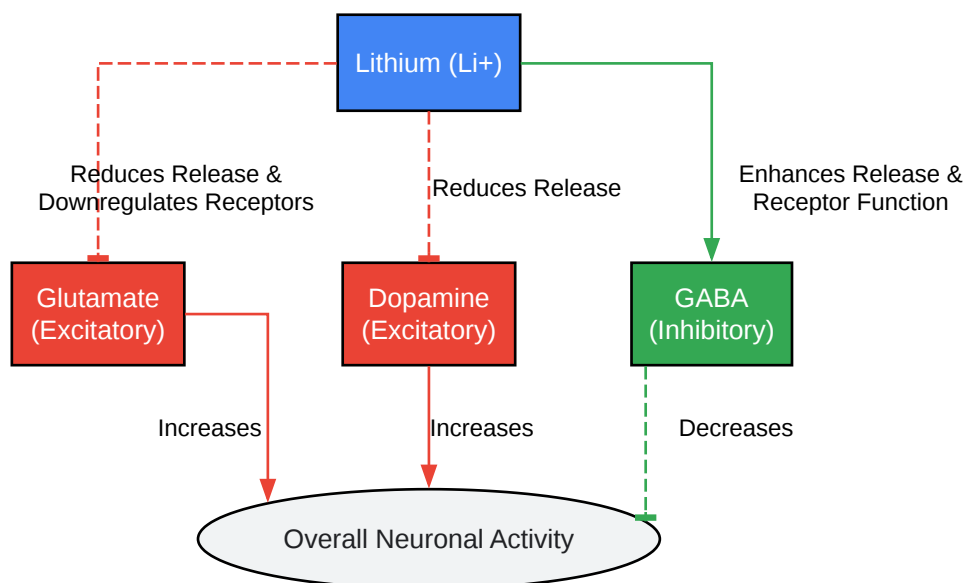 Lithium (Li+)
Reduces Release &
Downregulates Receptors
Reduces Release
Enhances Release &
Receptor Function
Glutamate
(Excitatory)
Dopamine
(Excitatory)
GABA
(Inhibitory)
Increases
Increases
Decreases
Overall Neuronal Activity